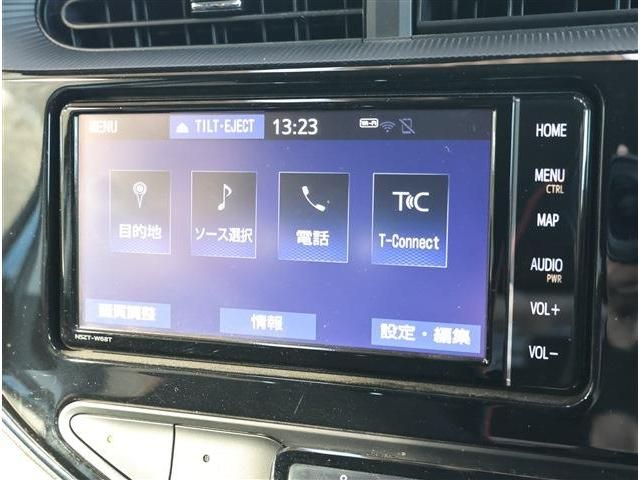 MENU
TILT・EJECT
13:23
Wi-Fi
目的地
ソース選択
電話
TC
T-Connect
画質調整
情報
設定・編集
NSZT-W68T
HOME
MENU
CTRL
MAP
AUDIO
PWR
VOL+
VOL−